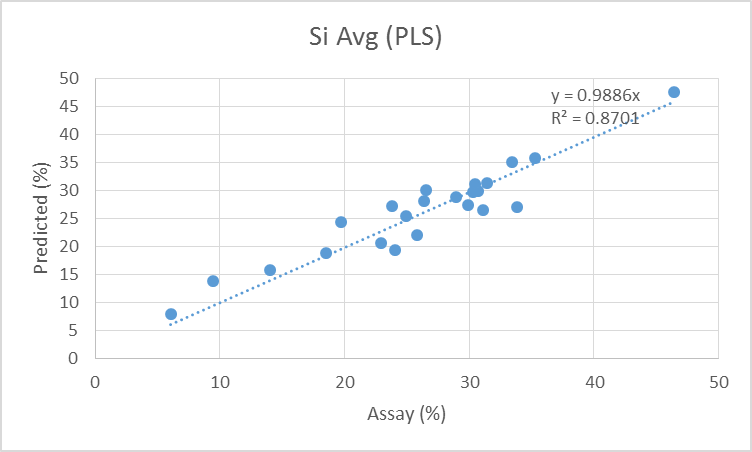 Si Avg (PLS)
50
45
40
35
30
25
20
15
10
5
0
Predicted (%)
y = 0.9886x
R² = 0.8701
0 10 20 30 40 50
Assay (%)